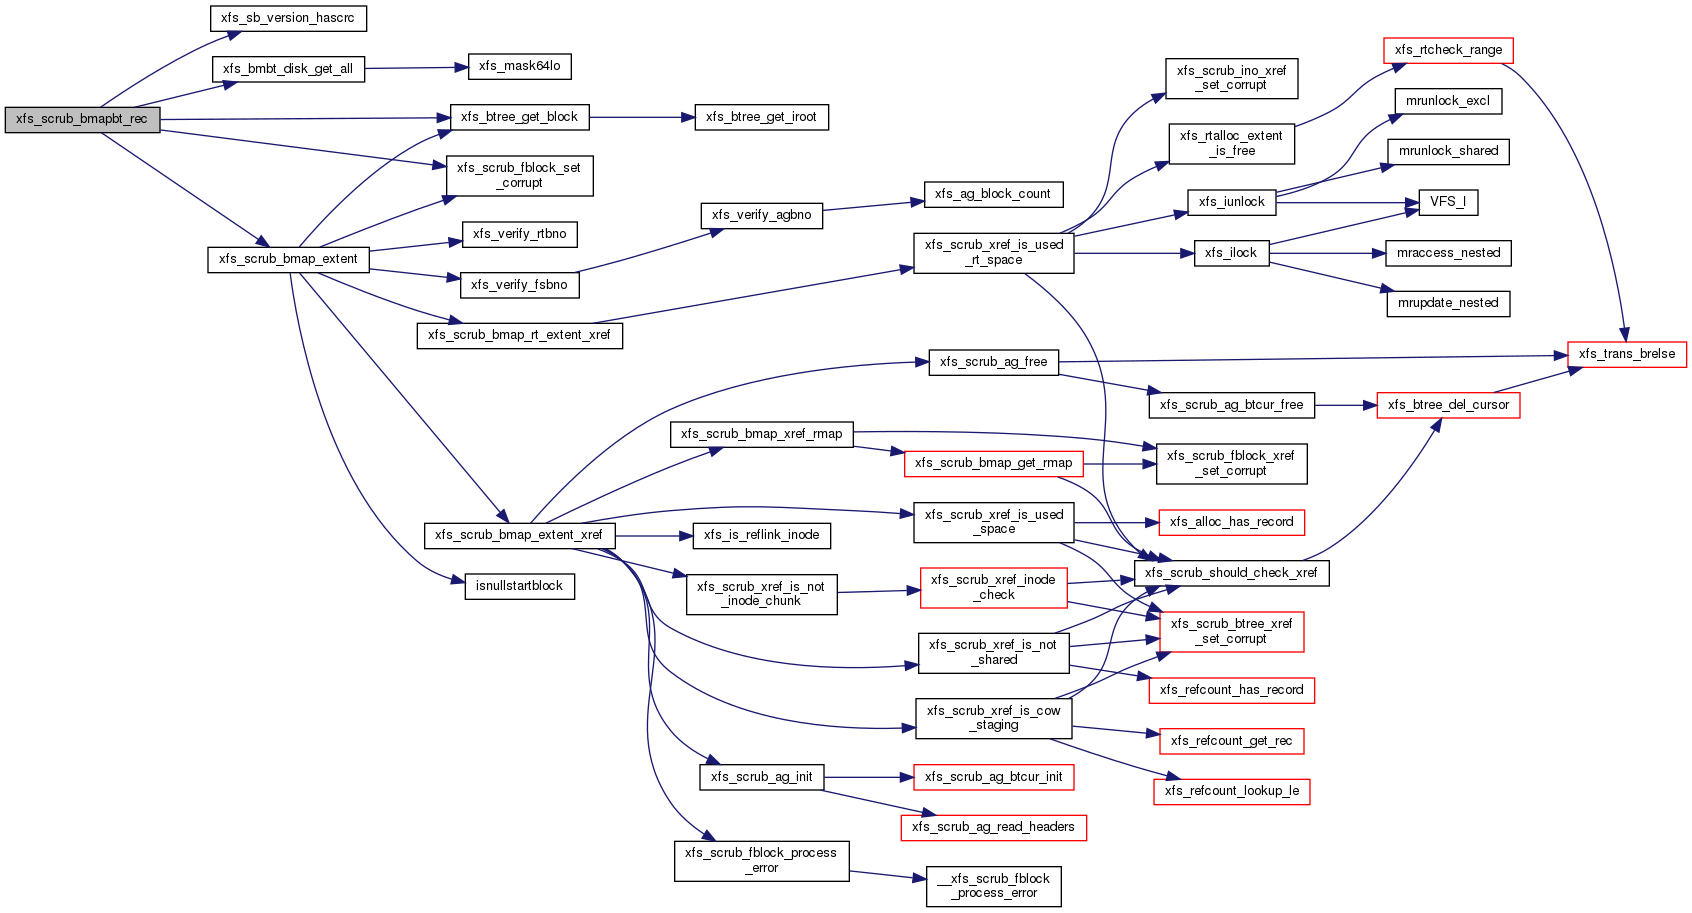 xfs_scrub_bmapbt_rec
xfs_sb_version_hascrc
xfs_bmbt_disk_get_all
xfs_scrub_bmap_extent
xfs_mask64lo
xfs_btree_get_block
xfs_scrub_fblock_set
_corrupt
xfs_verify_rtbno
xfs_verify_fsbno
xfs_scrub_bmap_rt_extent_xref
xfs_scrub_bmap_extent_xref
isnullstartblock
xfs_btree_get_iroot
xfs_verify_agbno
xfs_scrub_bmap_xref_rmap
xfs_is_reflink_inode
xfs_scrub_xref_is_not
_inode_chunk
xfs_scrub_ag_init
xfs_scrub_fblock_process
_error
xfs_ag_block_count
xfs_scrub_xref_is_used
_rt_space
xfs_scrub_ag_free
xfs_scrub_bmap_get_rmap
xfs_scrub_xref_is_used
_space
xfs_scrub_xref_inode
_check
xfs_scrub_xref_is_not
_shared
xfs_scrub_xref_is_cow
_staging
xfs_scrub_ag_btcur_init
xfs_scrub_ag_read_headers
__xfs_scrub_fblock
_process_error
xfs_scrub_ino_xref
_set_corrupt
xfs_rtalloc_extent
_is_free
xfs_iunlock
xfs_ilock
xfs_scrub_ag_btcur_free
xfs_scrub_fblock_xref
_set_corrupt
xfs_alloc_has_record
xfs_scrub_should_check_xref
xfs_scrub_btree_xref
_set_corrupt
xfs_refcount_has_record
xfs_refcount_get_rec
xfs_refcount_lookup_le
xfs_rtcheck_range
mrunlock_excl
mrunlock_shared
VFS_I
mraccess_nested
mrupdate_nested
xfs_btree_del_cursor
xfs_trans_brelse